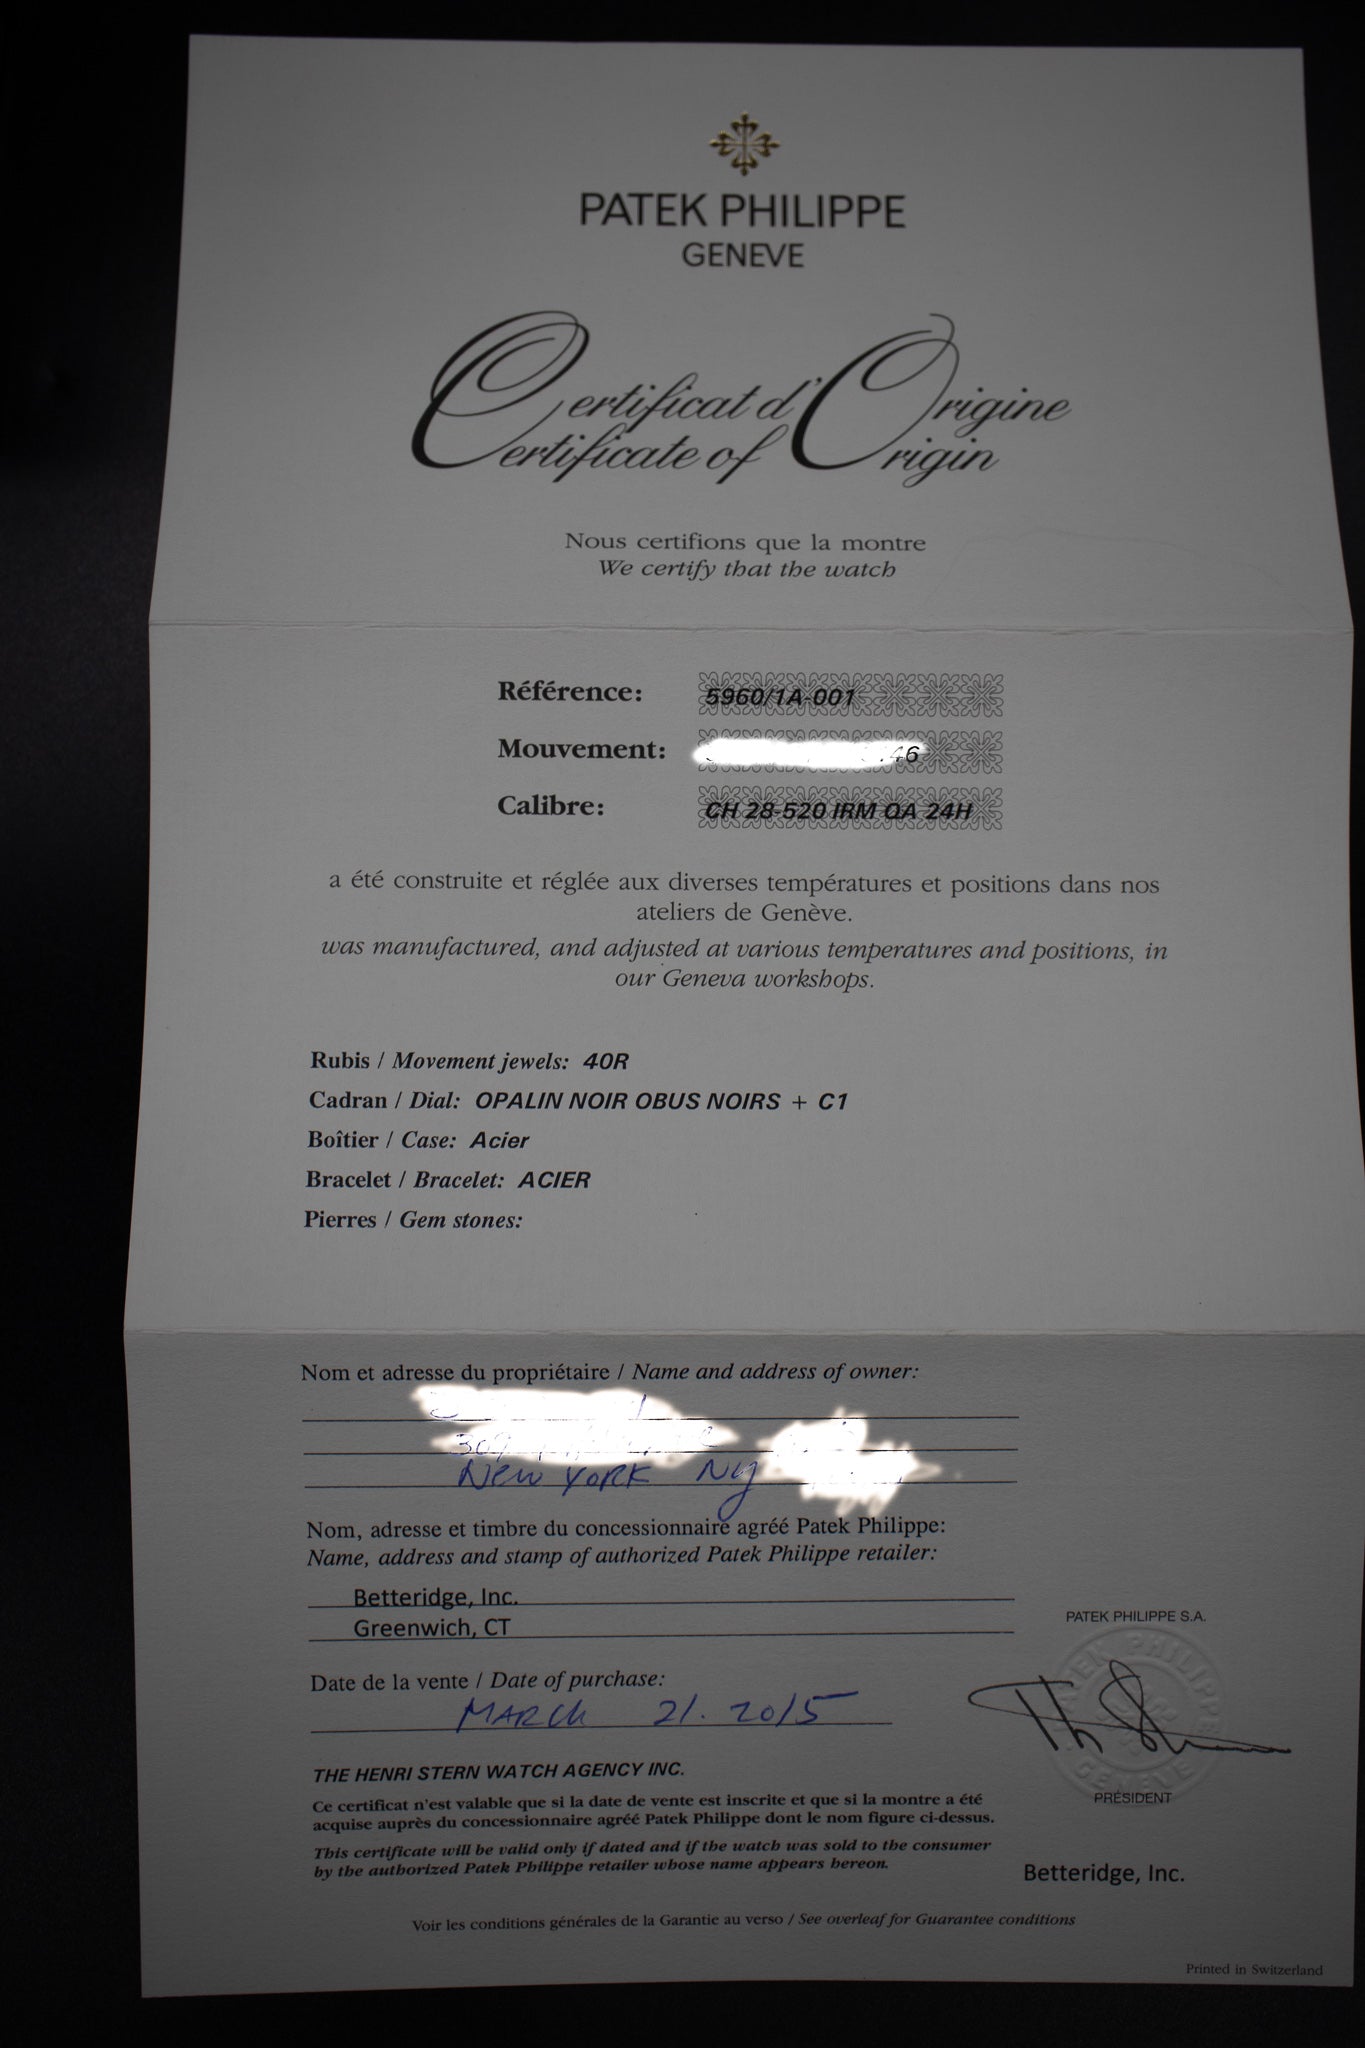 PATEK PHILIPPE
GENEVE
Certificat d'Origine
Certificate of Origin
Nous certifions que la montre
We certify that the watch
Référence: 5960/1A-001
Mouvement: 46
Calibre: CH 28-520 IRM QA 24H
a été construite et réglée aux diverses températures et positions dans nos
ateliers de Genève.
was manufactured, and adjusted at various temperatures and positions, in
our Geneva workshops.
Rubis / Movement jewels: 40R
Cadran / Dial: OPALIN NOIR OBUS NOIRS + C1
Boîtier / Case: Acier
Bracelet / Bracelet: ACIER
Pierres / Gem stones:
Nom et adresse du propriétaire / Name and address of owner:
New York NY
Nom, adresse et timbre du concessionnaire agréé Patek Philippe:
Name, address and stamp of authorized Patek Philippe retailer:
Betteridge, Inc.
Greenwich, CT
PATEK PHILIPPE S.A.
PATEK PHILIPPE
GENÈVE
PRÉSIDENT
Date de la vente / Date of purchase:
MARCH 21. 2015
THE HENRI STERN WATCH AGENCY INC.
Ce certificat n'est valable que si la date de vente est inscrite et que si la montre a été
acquise auprès du concessionnaire agréé Patek Philippe dont le nom figure ci-dessus.
This certificate will be valid only if dated and if the watch was sold to the consumer
by the authorized Patek Philippe retailer whose name appears hereon.
Betteridge, Inc.
Voir les conditions générales de la Garantie au verso / See overleaf for Guarantee conditions
Printed in Switzerland